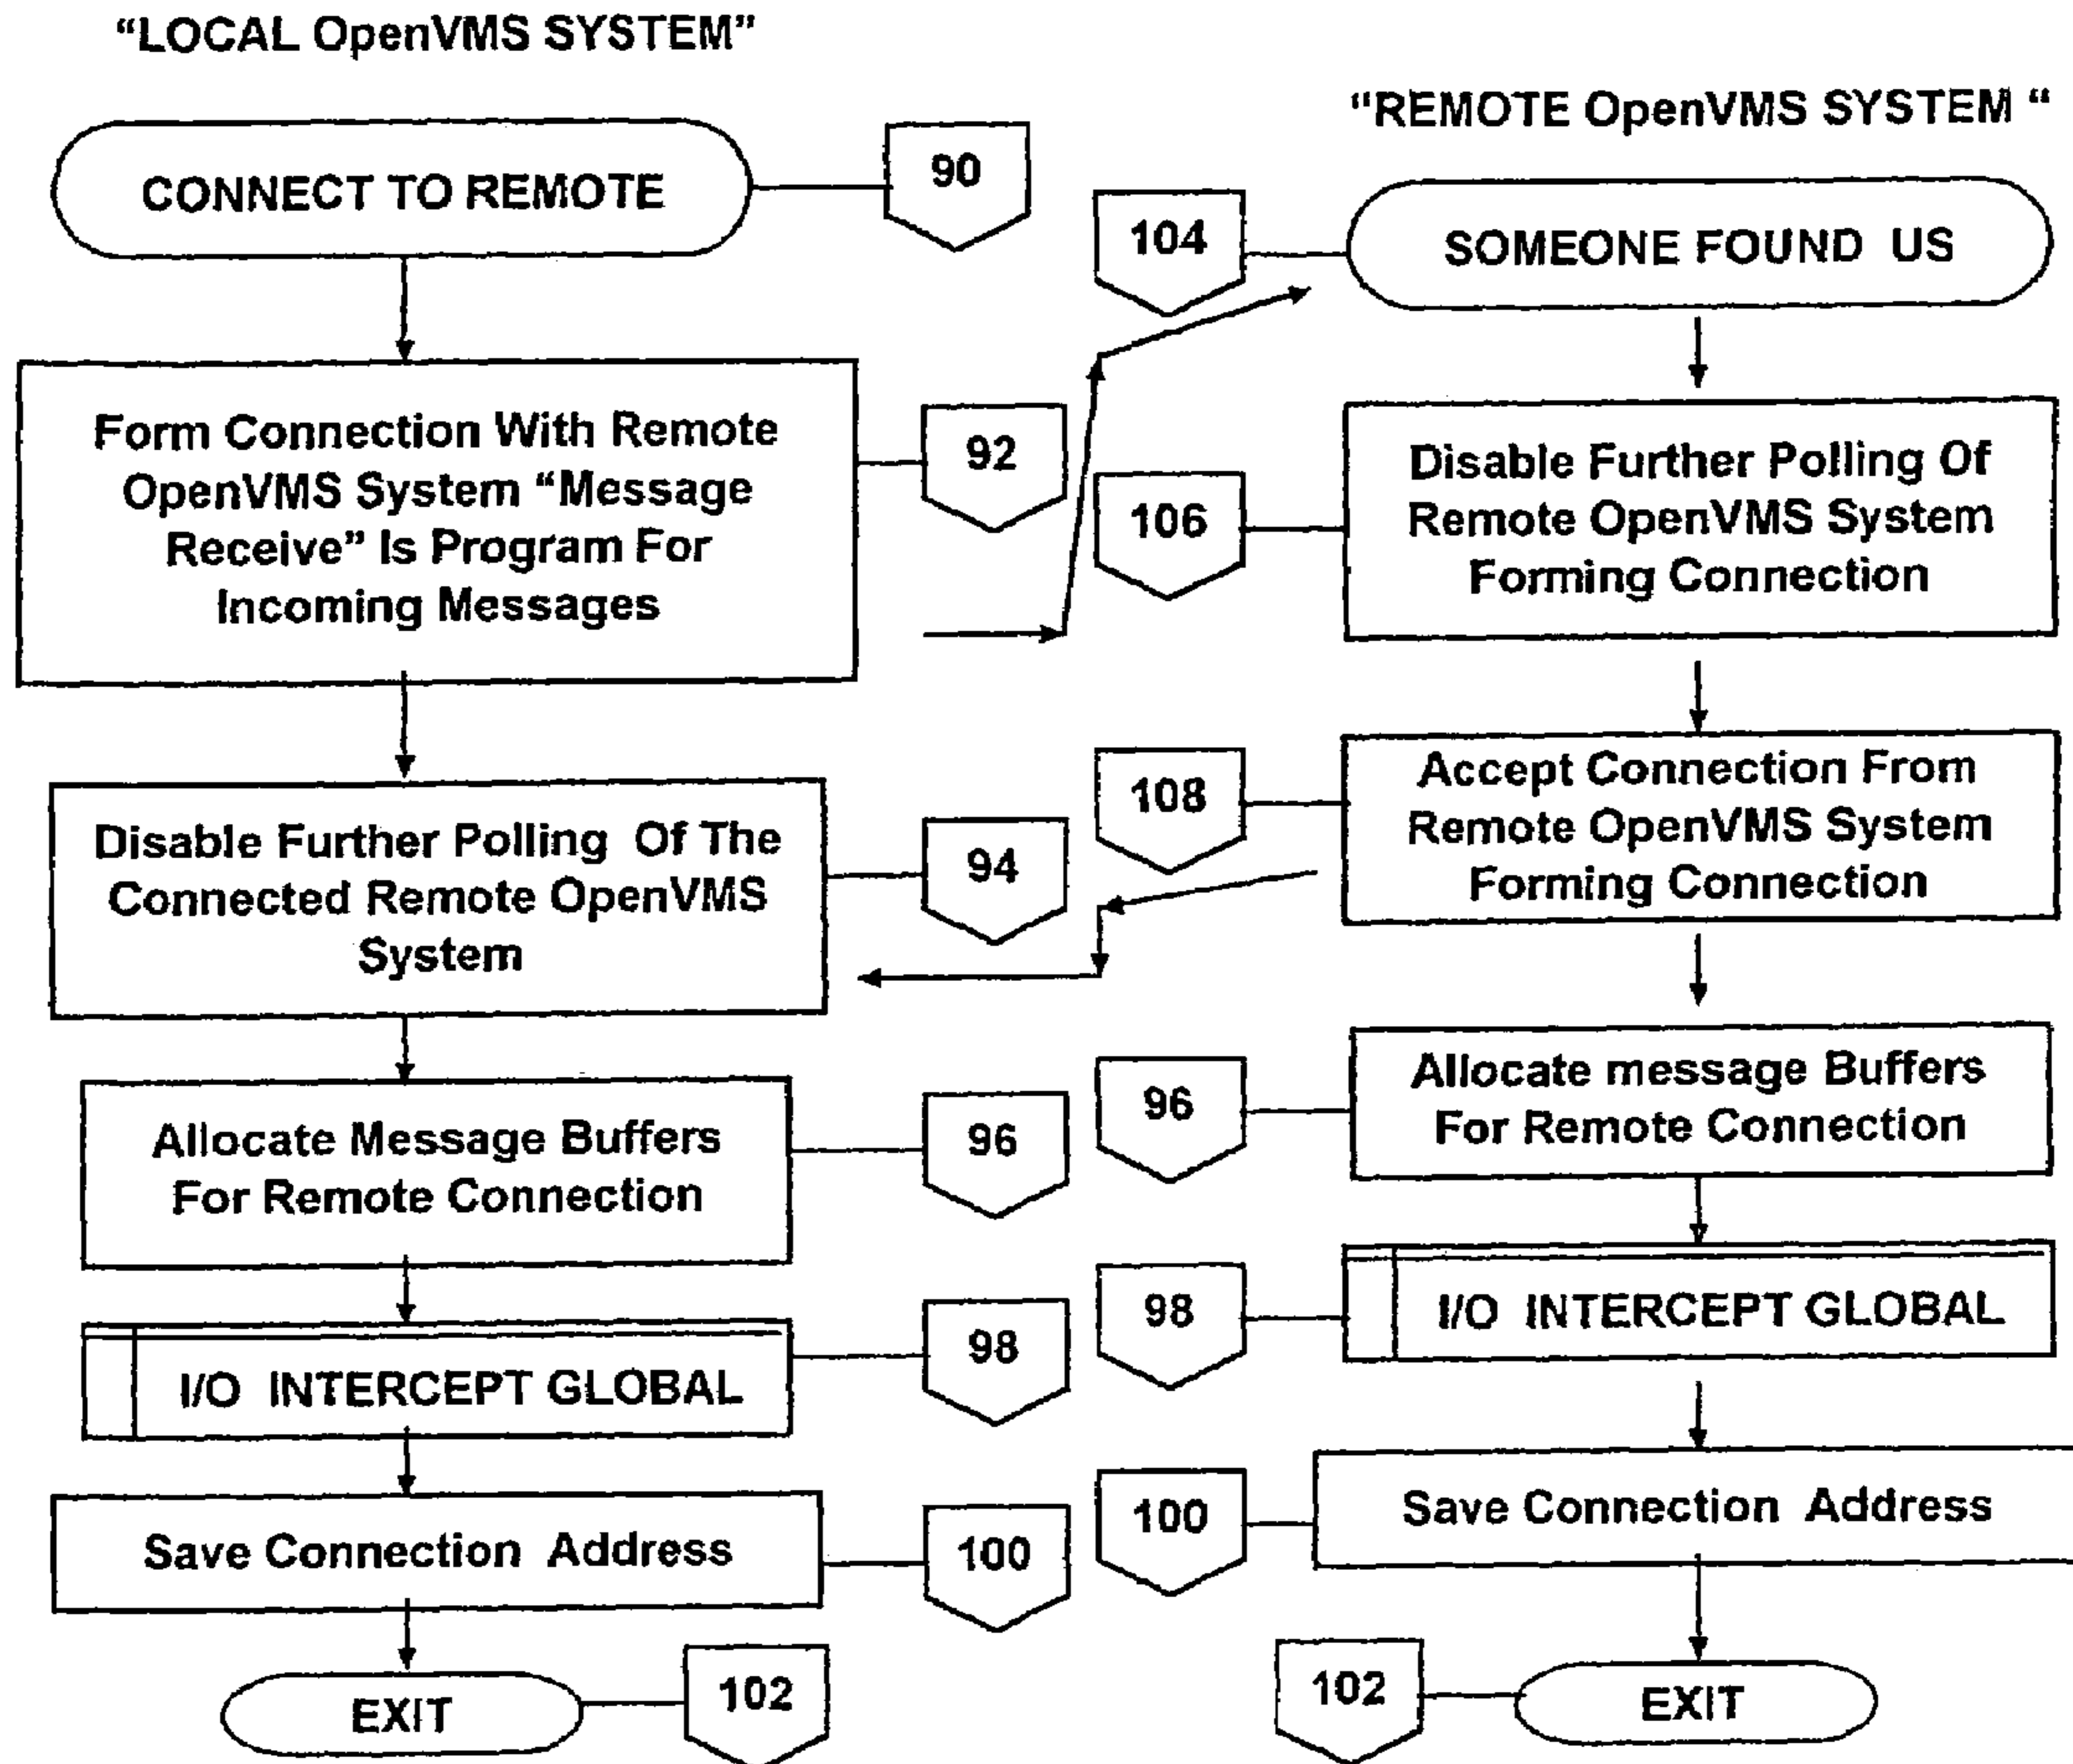 “LOCAL OpenVMS SYSTEM”
CONNECT TO REMOTE
90
Form Connection With Remote
OpenVMS System “Message
Receive” Is Program For
Incoming Messages
92
Disable Further Polling Of The
Connected Remote OpenVMS
System
94
Allocate Message Buffers
For Remote Connection
96
I/O INTERCEPT GLOBAL
98
Save Connection Address
100
EXIT
102
“REMOTE OpenVMS SYSTEM “
104
SOMEONE FOUND US
106
Disable Further Polling Of
Remote OpenVMS System
Forming Connection
108
Accept Connection From
Remote OpenVMS System
Forming Connection
96
Allocate message Buffers
For Remote Connection
98
I/O INTERCEPT GLOBAL
100
Save Connection Address
102
EXIT